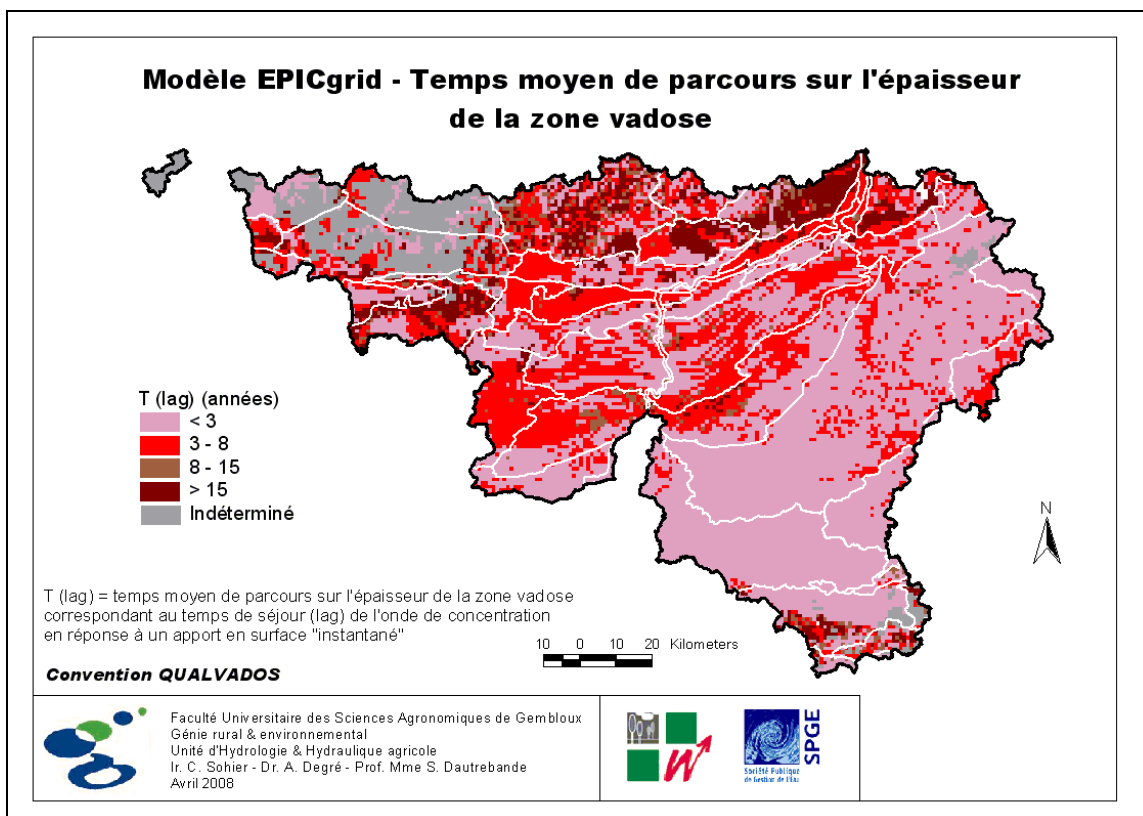 Modèle EPICgrid - Temps moyen de parcours sur l'épaisseur
de la zone vadose
T (lag) (années)
< 3
3 - 8
8 - 15
> 15
Indéterminé
N
T (lag) = temps moyen de parcours sur l'épaisseur de la zone vadose
correspondant au temps de séjour (lag) de l'onde de concentration
en réponse à un apport en surface "instantané"
10 0 10 20 Kilometers
Convention QUALVADOS
Faculté Universitaire des Sciences Agronomiques de Gembloux
Génie rural & environnemental
Unité d'Hydrologie & Hydraulique agricole
Ir. C. Sohier - Dr. A. Degré - Prof. Mme S. Dautrebande
Avril 2008
W
SPGE
Société Publique
de Gestion de l'Eau